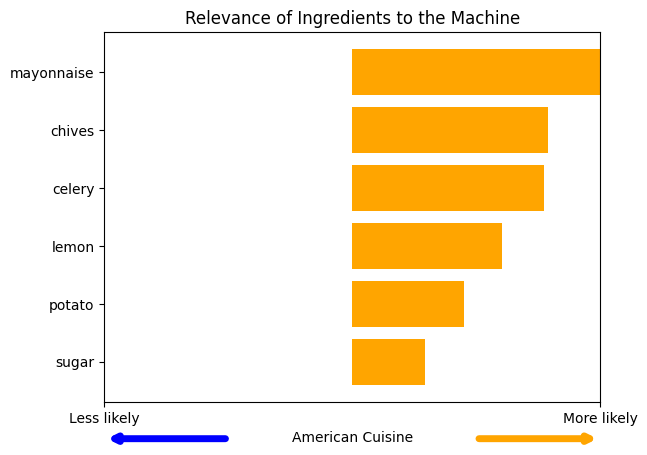 Relevance of Ingredients to the Machine
mayonnaise
chives
celery
lemon
potato
sugar
Less likely
More likely
American Cuisine